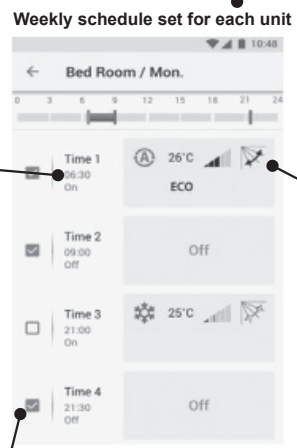 Weekly schedule set for each unit
10:48
Bed Room / Mon.
0 3 6 9 12 15 18 21 24
Time 1
06:30
On
A 26°C
ECO
Time 2
09:00
Off
Off
Time 3
21:00
On
25°C
Time 4
21:30
Off
Off